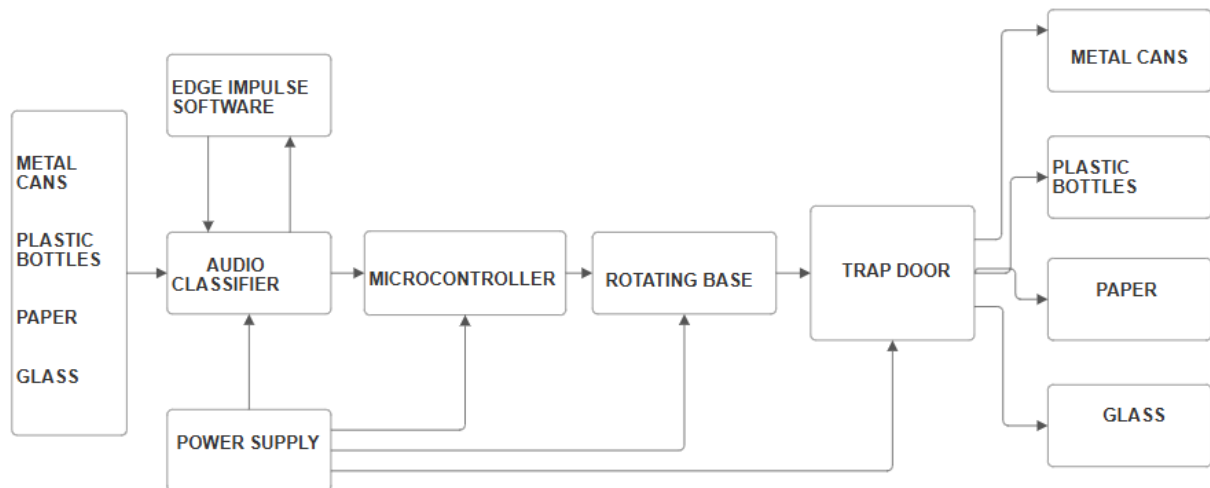 METAL
CANS
PLASTIC
BOTTLES
PAPER
GLASS
EDGE IMPULSE
SOFTWARE
AUDIO
CLASSIFIER
MICROCONTROLLER
ROTATING BASE
TRAP DOOR
POWER SUPPLY
METAL CANS
PLASTIC
BOTTLES
PAPER
GLASS